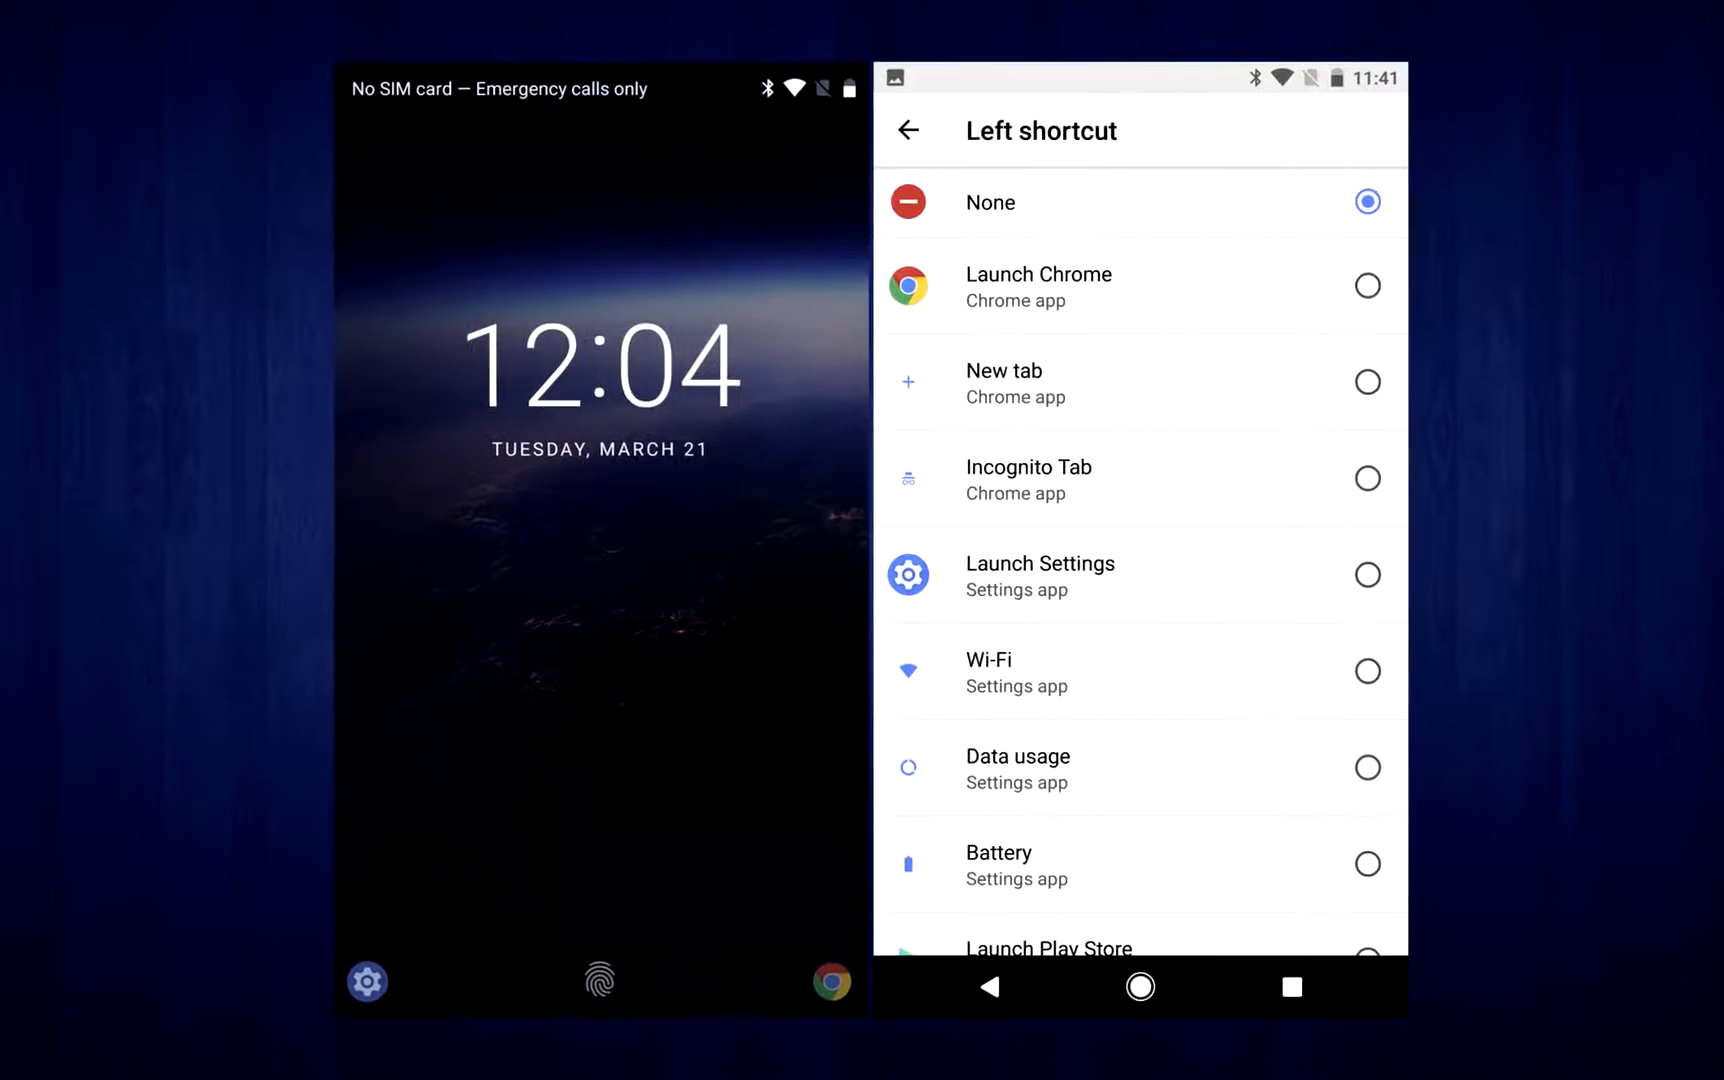 No SIM card — Emergency calls only
12:04
TUESDAY, MARCH 21
11:41
Left shortcut
None
Launch Chrome
Chrome app
New tab
Chrome app
Incognito Tab
Chrome app
Launch Settings
Settings app
Wi-Fi
Settings app
Data usage
Settings app
Battery
Settings app
Launch Play Store